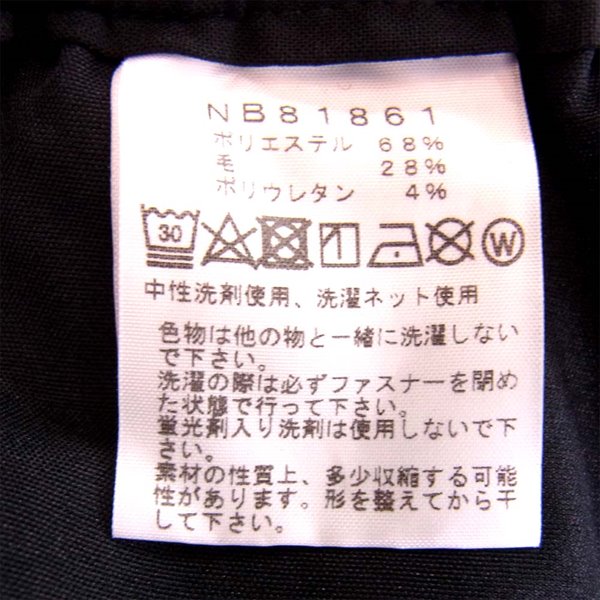 NB81861
ポリエステル 68%
毛 28%
ポリウレタン 4%
30 W
中性洗剤使用、洗濯ネット使用
色物は他の物と一緒に洗濯しない
で下さい。
洗濯の際は必ずファスナーを閉め
た状態で行って下さい。
蛍光剤入り洗剤は使用しないで下
さい。
素材の性質上、多少収縮する可能
性があります。形を整えてから干
して下さい。